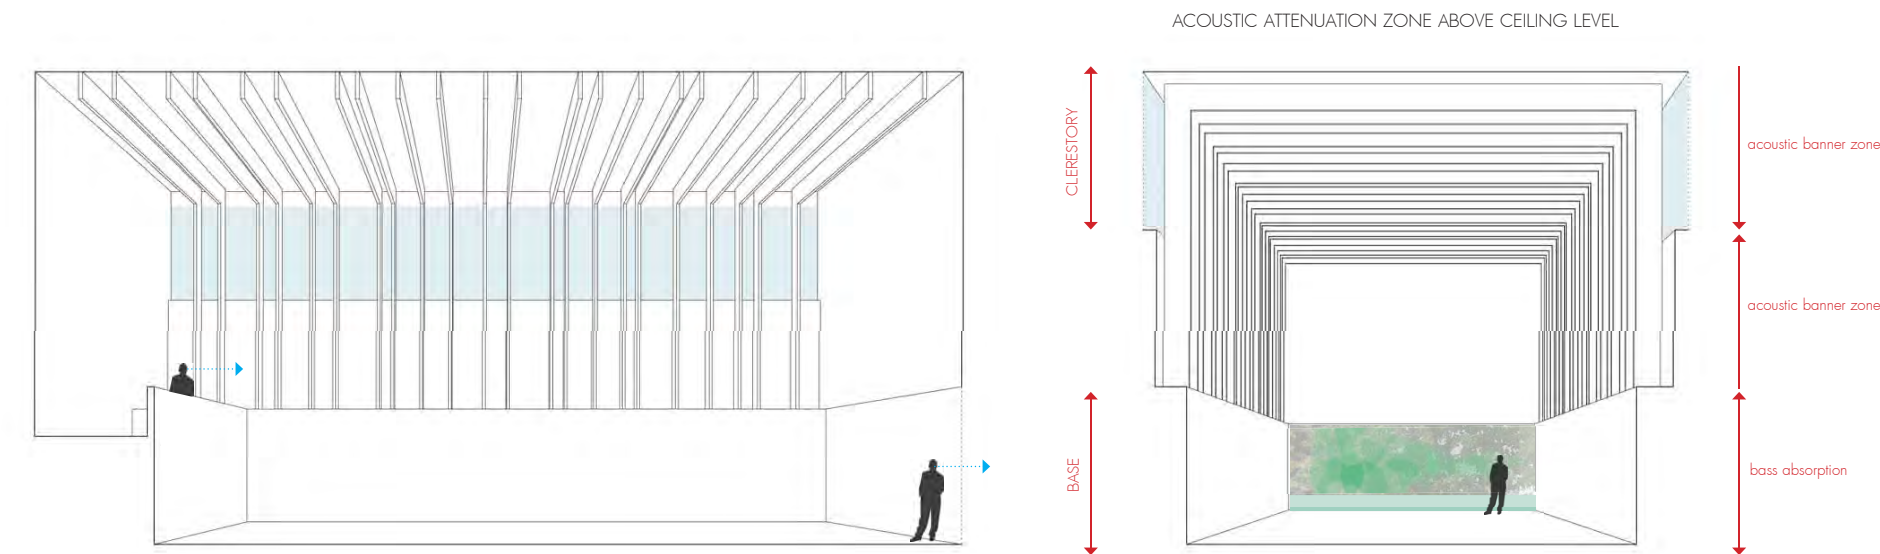 ACOUSTIC ATTENUATION ZONE ABOVE CEILING LEVEL
CLERESTORY
acoustic banner zone
acoustic banner zone
BASE
bass absorption